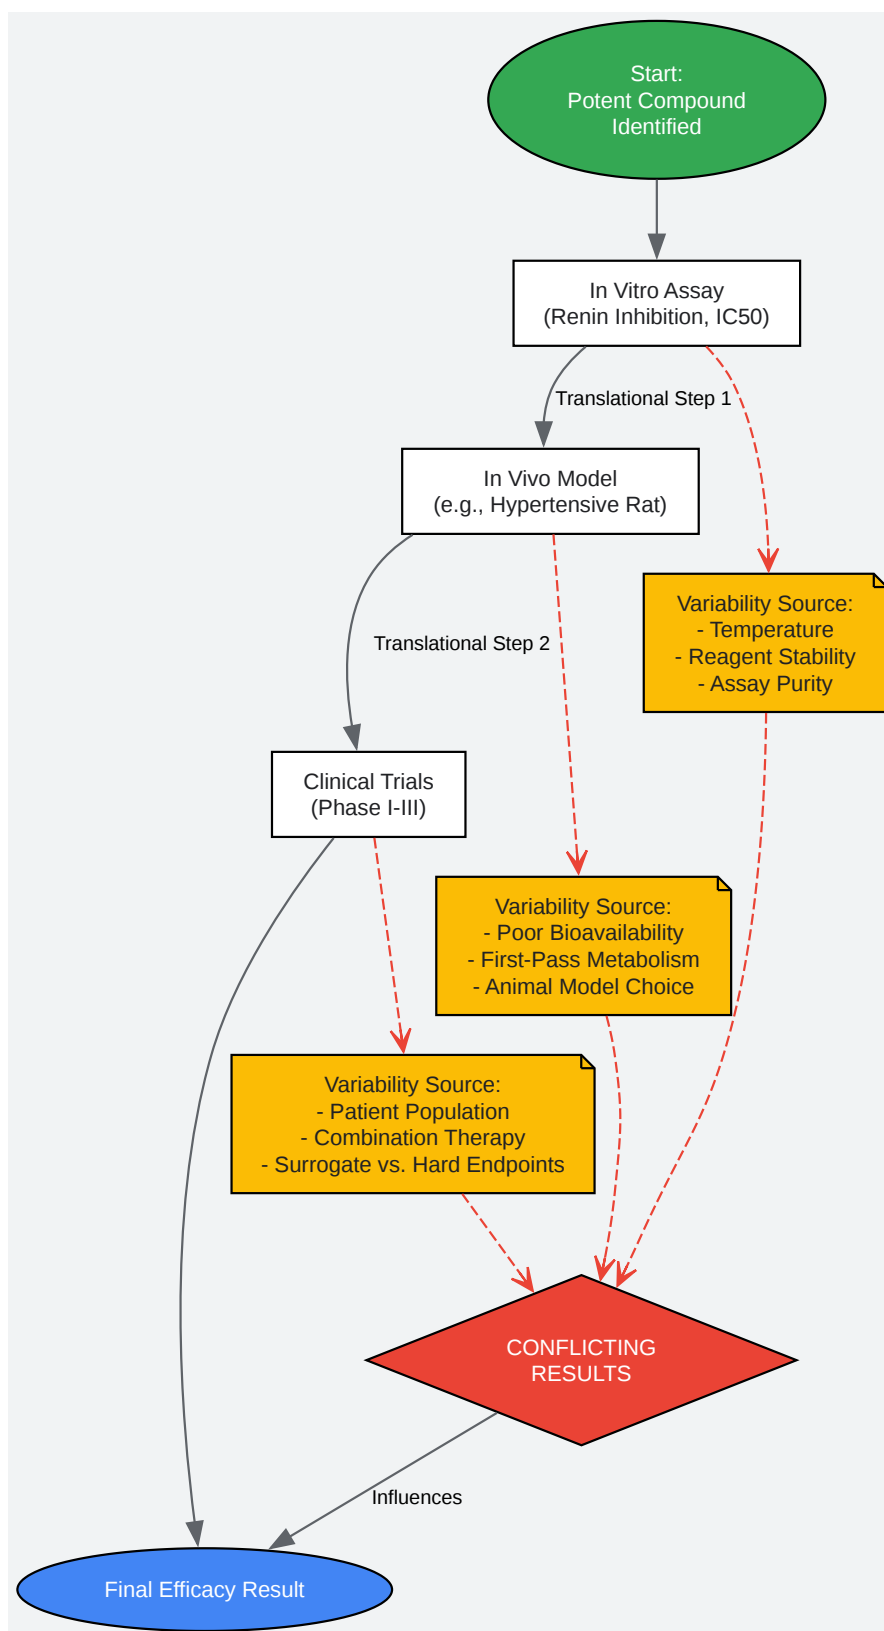 Start:
Potent Compound
Identified
In Vitro Assay
(Renin Inhibition, IC50)
Translational Step 1
In Vivo Model
(e.g., Hypertensive Rat)
Variability Source:
- Temperature
- Reagent Stability
- Assay Purity
Translational Step 2
Clinical Trials
(Phase I-III)
Variability Source:
- Poor Bioavailability
- First-Pass Metabolism
- Animal Model Choice
Variability Source:
- Patient Population
- Combination Therapy
- Surrogate vs. Hard Endpoints
CONFLICTING
RESULTS
Influences
Final Efficacy Result